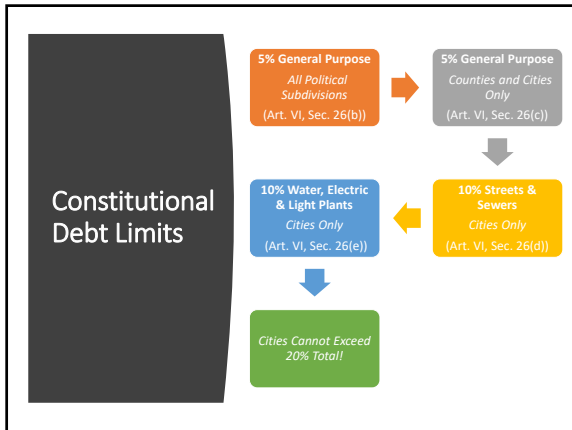 Constitutional
Debt Limits
5% General Purpose
All Political
Subdivisions
(Art. VI, Sec. 26(b))
5% General Purpose
Counties and Cities
Only
(Art. VI, Sec. 26(c))
10% Streets &
Sewers
Cities Only
(Art. VI, Sec. 26(d))
10% Water, Electric
& Light Plants
Cities Only
(Art. VI, Sec. 26(e))
Cities Cannot Exceed
20% Total!